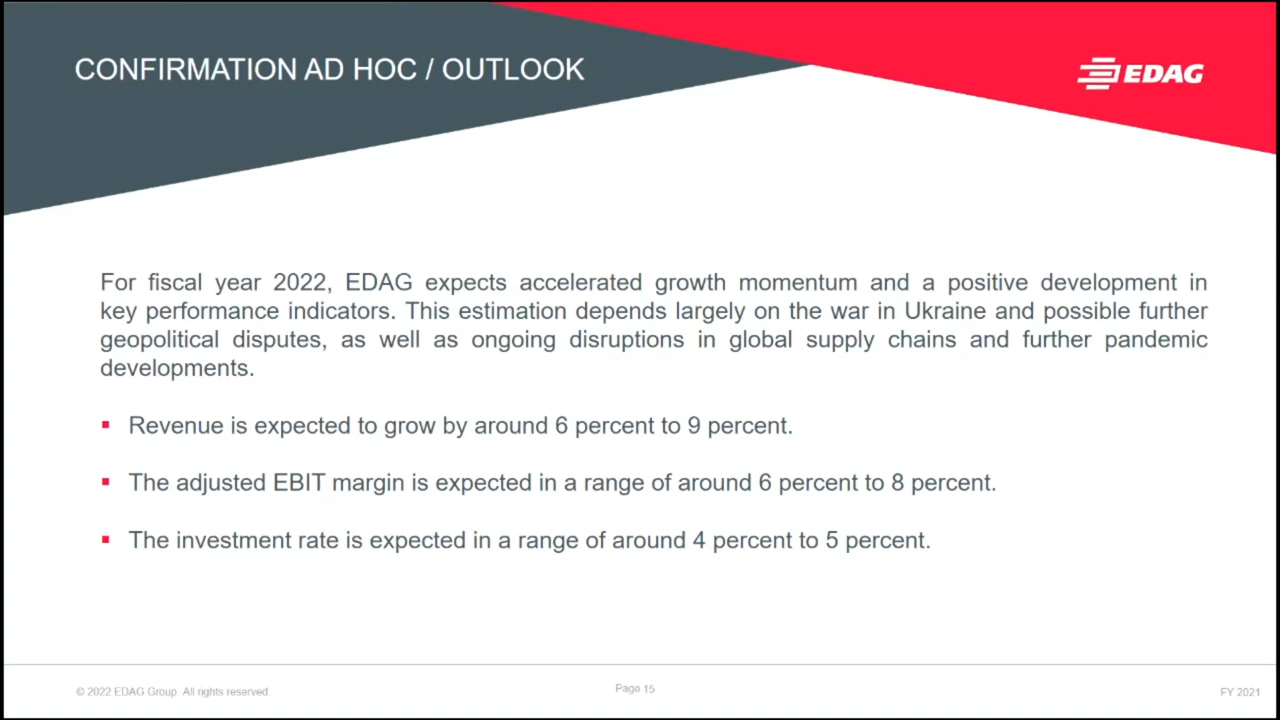 CONFIRMATION AD HOC / OUTLOOK
EDAG
For fiscal year 2022, EDAG expects accelerated growth momentum and a positive development in
key performance indicators. This estimation depends largely on the war in Ukraine and possible further
geopolitical disputes, as well as ongoing disruptions in global supply chains and further pandemic
developments.
Revenue is expected to grow by around 6 percent to 9 percent.
The adjusted EBIT margin is expected in a range of around 6 percent to 8 percent.
The investment rate is expected in a range of around 4 percent to 5 percent.
© 2022 EDAG Group. All rights reserved.
Page 15
FY 2021